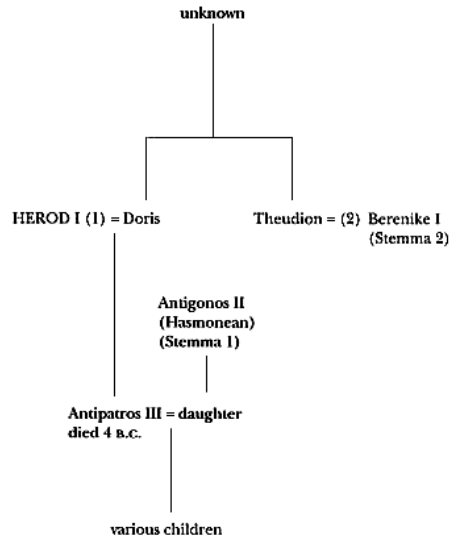 unknown
HEROD I (1) = Doris
Theudion = (2) Berenike I
(Stemma 2)
Antigonos II
(Hasmonean)
(Stemma 1)
Antipatros III = daughter
died 4 B.C.
various children